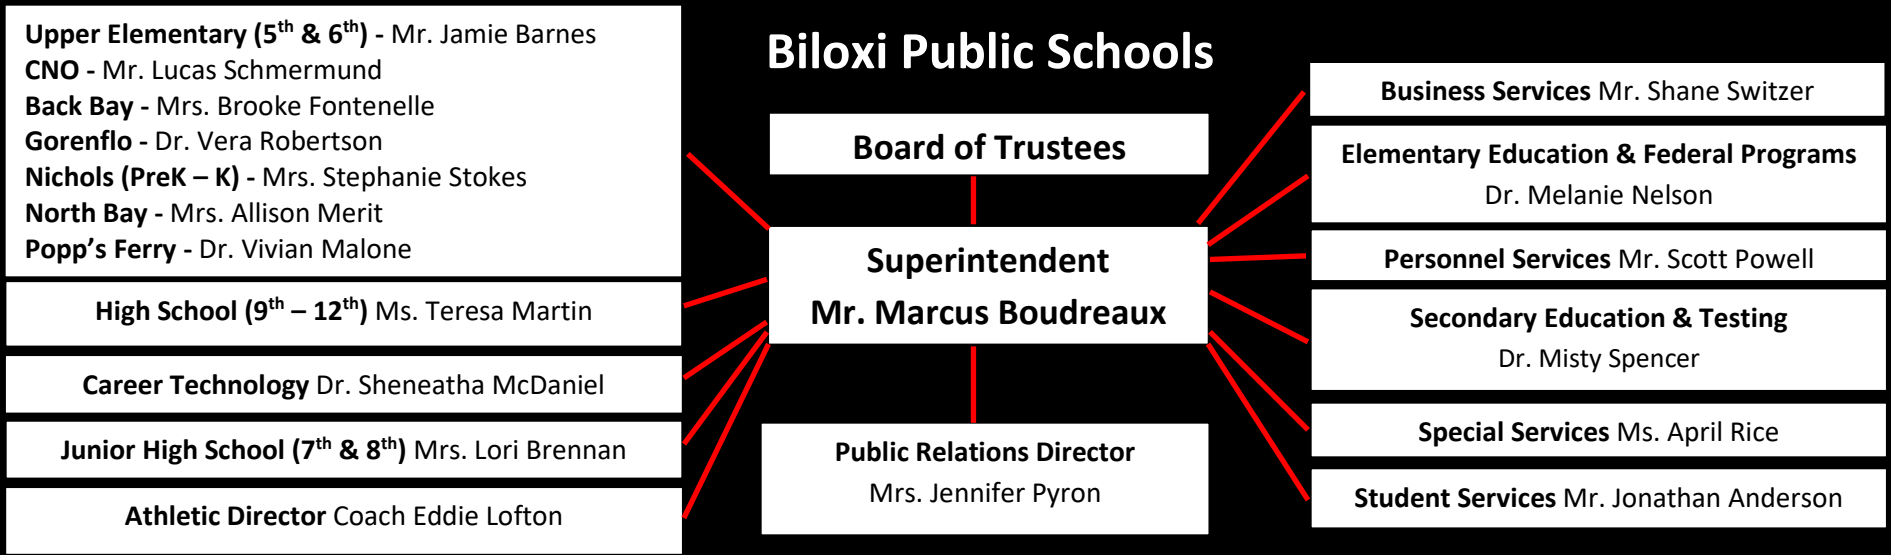 Upper Elementary (5th & 6th) - Mr. Jamie Barnes
CNO - Mr. Lucas Schmermund
Back Bay - Mrs. Brooke Fontenelle
Gorenflo - Dr. Vera Robertson
Nichols (PreK – K) - Mrs. Stephanie Stokes
North Bay - Mrs. Allison Merit
Popp’s Ferry - Dr. Vivian Malone
High School (9th – 12th) Ms. Teresa Martin
Career Technology Dr. Sheneatha McDaniel
Junior High School (7th & 8th) Mrs. Lori Brennan
Athletic Director Coach Eddie Lofton
Biloxi Public Schools
Board of Trustees
Superintendent
Mr. Marcus Boudreaux
Public Relations Director
Mrs. Jennifer Pyron
Business Services Mr. Shane Switzer
Elementary Education & Federal Programs
Dr. Melanie Nelson
Personnel Services Mr. Scott Powell
Secondary Education & Testing
Dr. Misty Spencer
Special Services Ms. April Rice
Student Services Mr. Jonathan Anderson